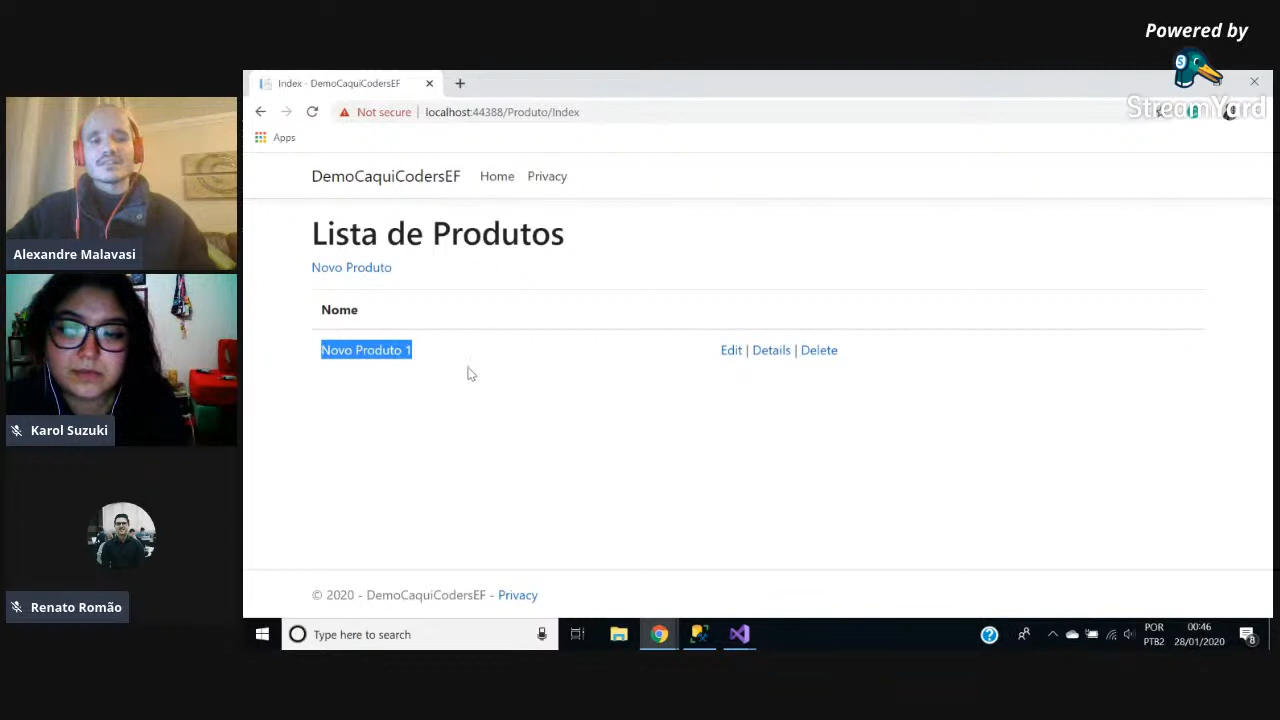 Powered by
StreamYard
Index - DemoCaquiCodersEF
Not secure | localhost:44388/Produto/Index
Apps
DemoCaquiCodersEF Home Privacy
Lista de Produtos
Novo Produto
Nome
Novo Produto 1 Edit | Details | Delete
© 2020 - DemoCaquiCodersEF - Privacy
Type here to search
POR
PTB2
00:46
28/01/2020
8
Alexandre Malavasi
Karol Suzuki
Renato Romão